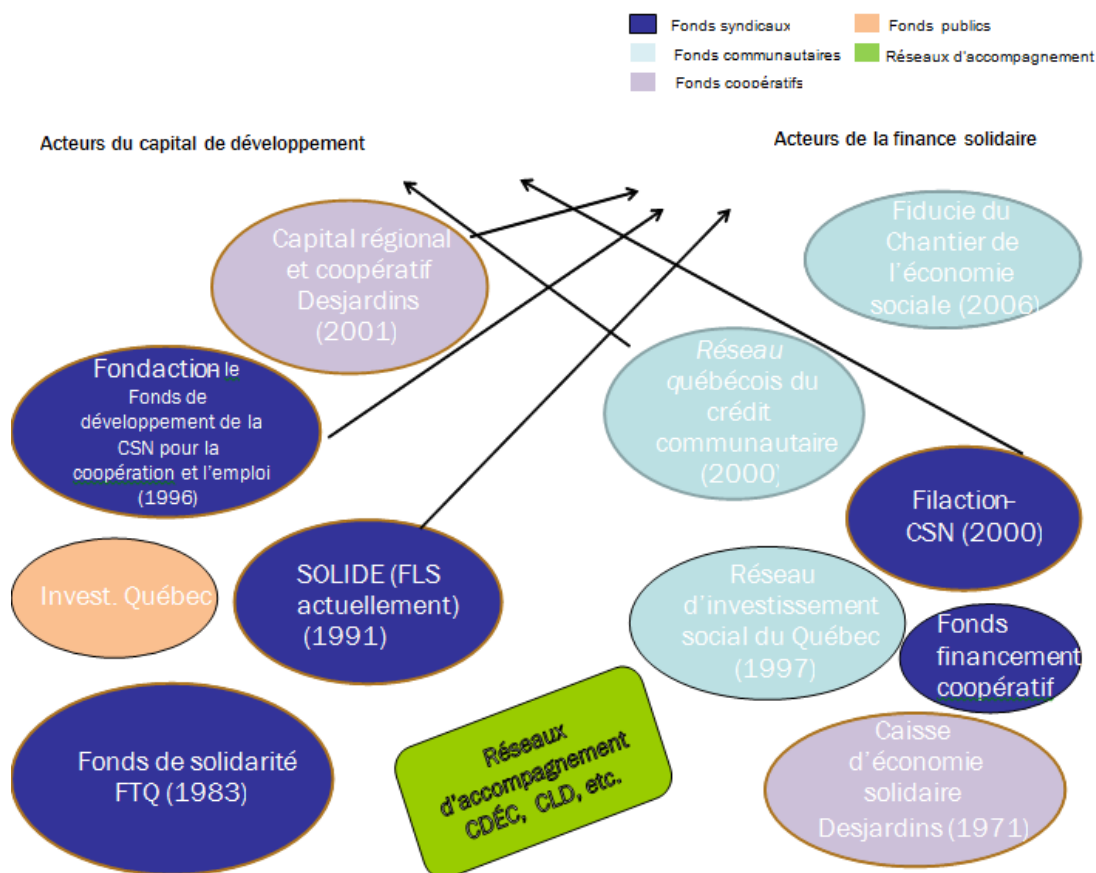 Fonds syndicaux
Fonds publics
Fonds communautaires
Réseaux d'accompagnement
Fonds coopératifs
Acteurs du capital de développement
Acteurs de la finance solidaire
Capital régional
et coopératif
Desjardins
(2001)
Fiducie du
Chantier de
l'économie
sociale (2006)
Fondaction le
Fonds de
développement de la
CSN pour la
coopération et l'emploi
(1996)
Réseau
québécois du
crédit
communautaire
(2000)
Filaction-
CSN (2000)
Invest. Québec
SOLIDE (FLS
actuellement)
(1991)
Réseau
d'investissement
social du Québec
(1997)
Fonds
financement
coopératif
Fonds de solidarité
FTQ (1983)
Réseaux
d'accompagnement
CDÉC, CLD, etc.
Caisse
d'économie
solidaire
Desjardins (1971)